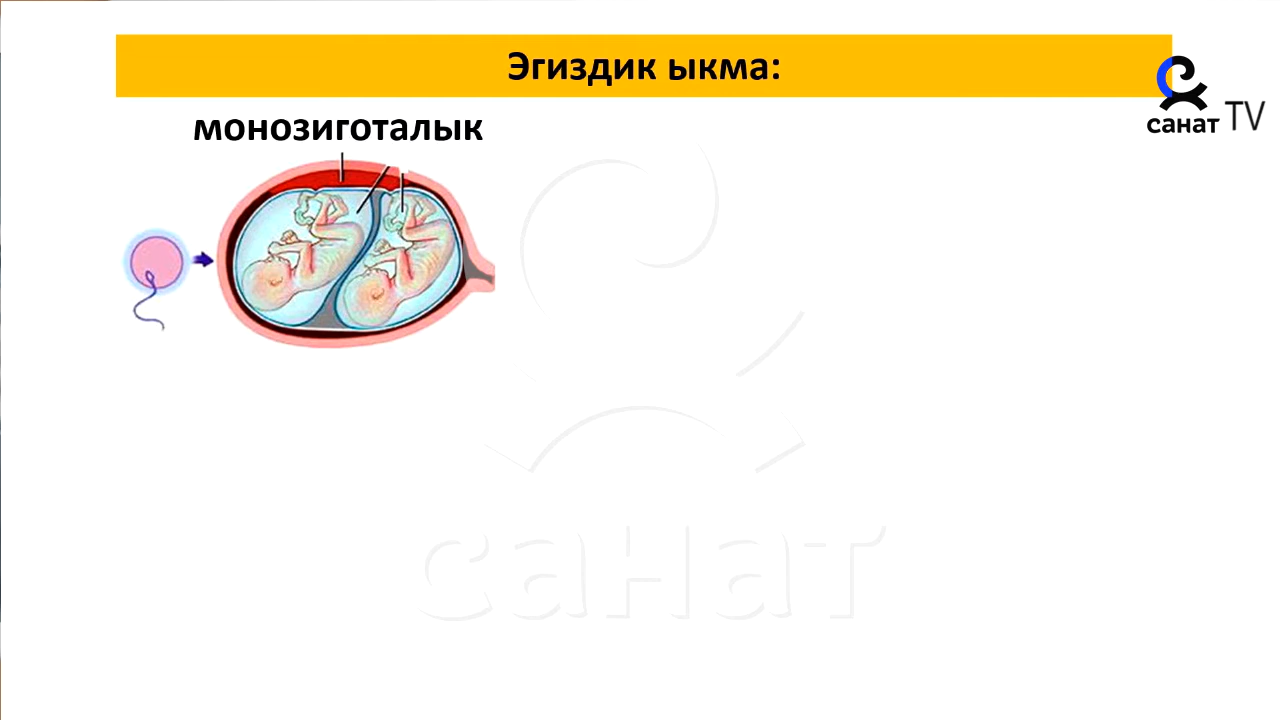 Эгиздик ыкма:
монозиготалык
санат TV
санат